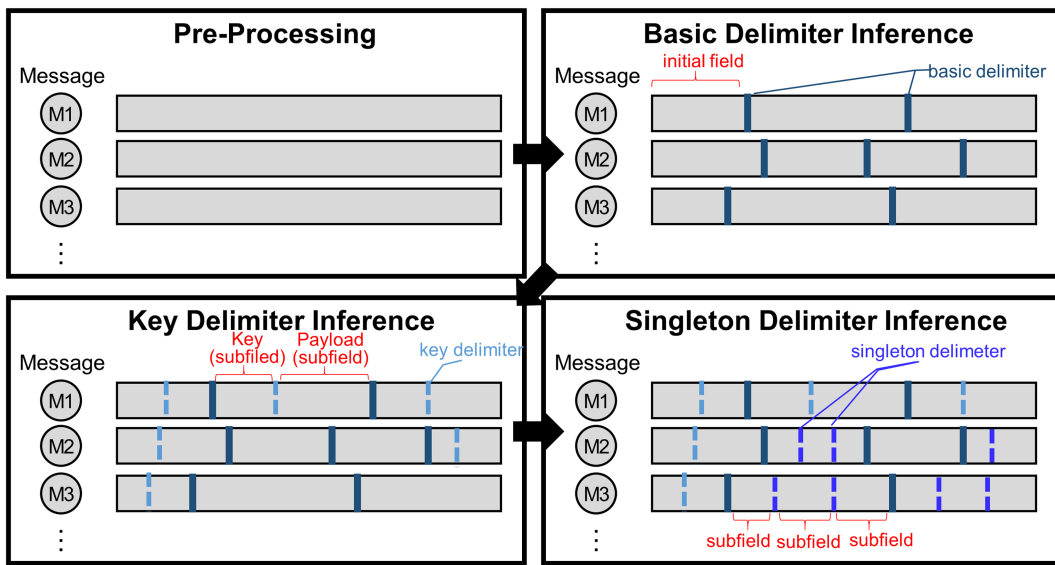 Pre-Processing
Message
M1
M2
M3
⋮
Basic Delimiter Inference
initial field
basic delimiter
Message
M1
M2
M3
⋮
Key Delimiter Inference
Key
(subfiled)
Payload
(subfield)
key delimiter
Message
M1
M2
M3
⋮
Singleton Delimiter Inference
singleton delimeter
Message
M1
M2
M3
⋮
subfield subfield subfield